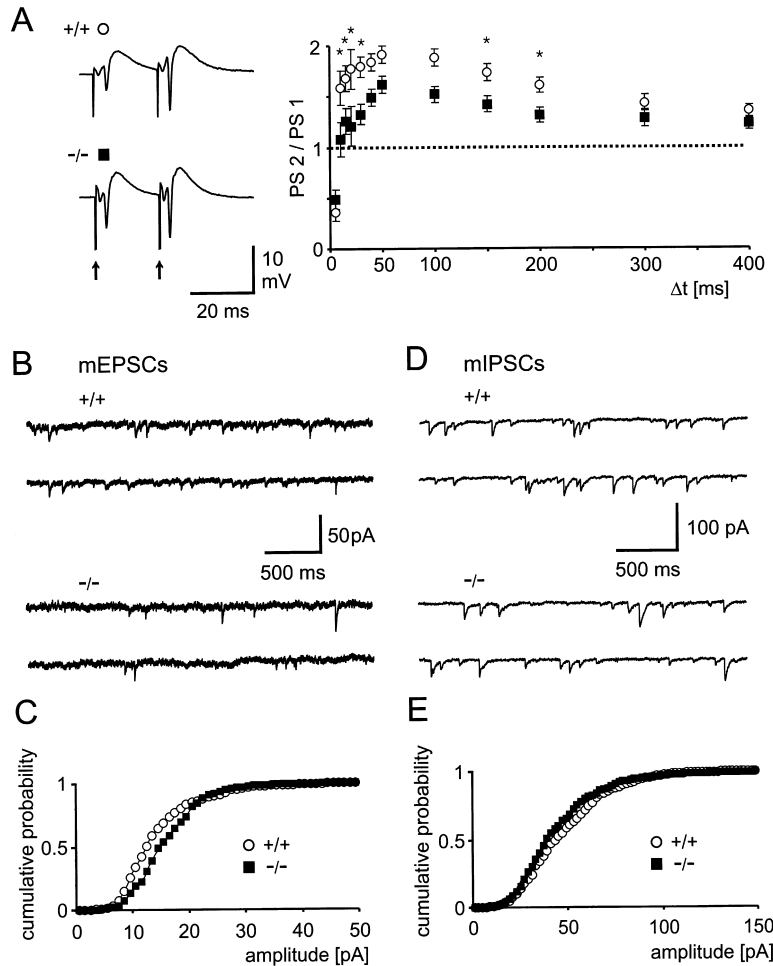 A
+/+
−/−
10
mV
20 ms
* * * * * *
PS 2 / PS 1
2
1
0
0 50 100 150 200 300 400
Δt [ms]
B mEPSCs
+/+
50pA
500 ms
−/−
D mIPSCs
+/+
100 pA
500 ms
−/−
C
cumulative probability
1
0.5
0
+/+
−/−
0 10 20 30 40 50
amplitude [pA]
E
cumulative probability
1
0.5
0
+/+
−/−
0 50 100 150
amplitude [pA]